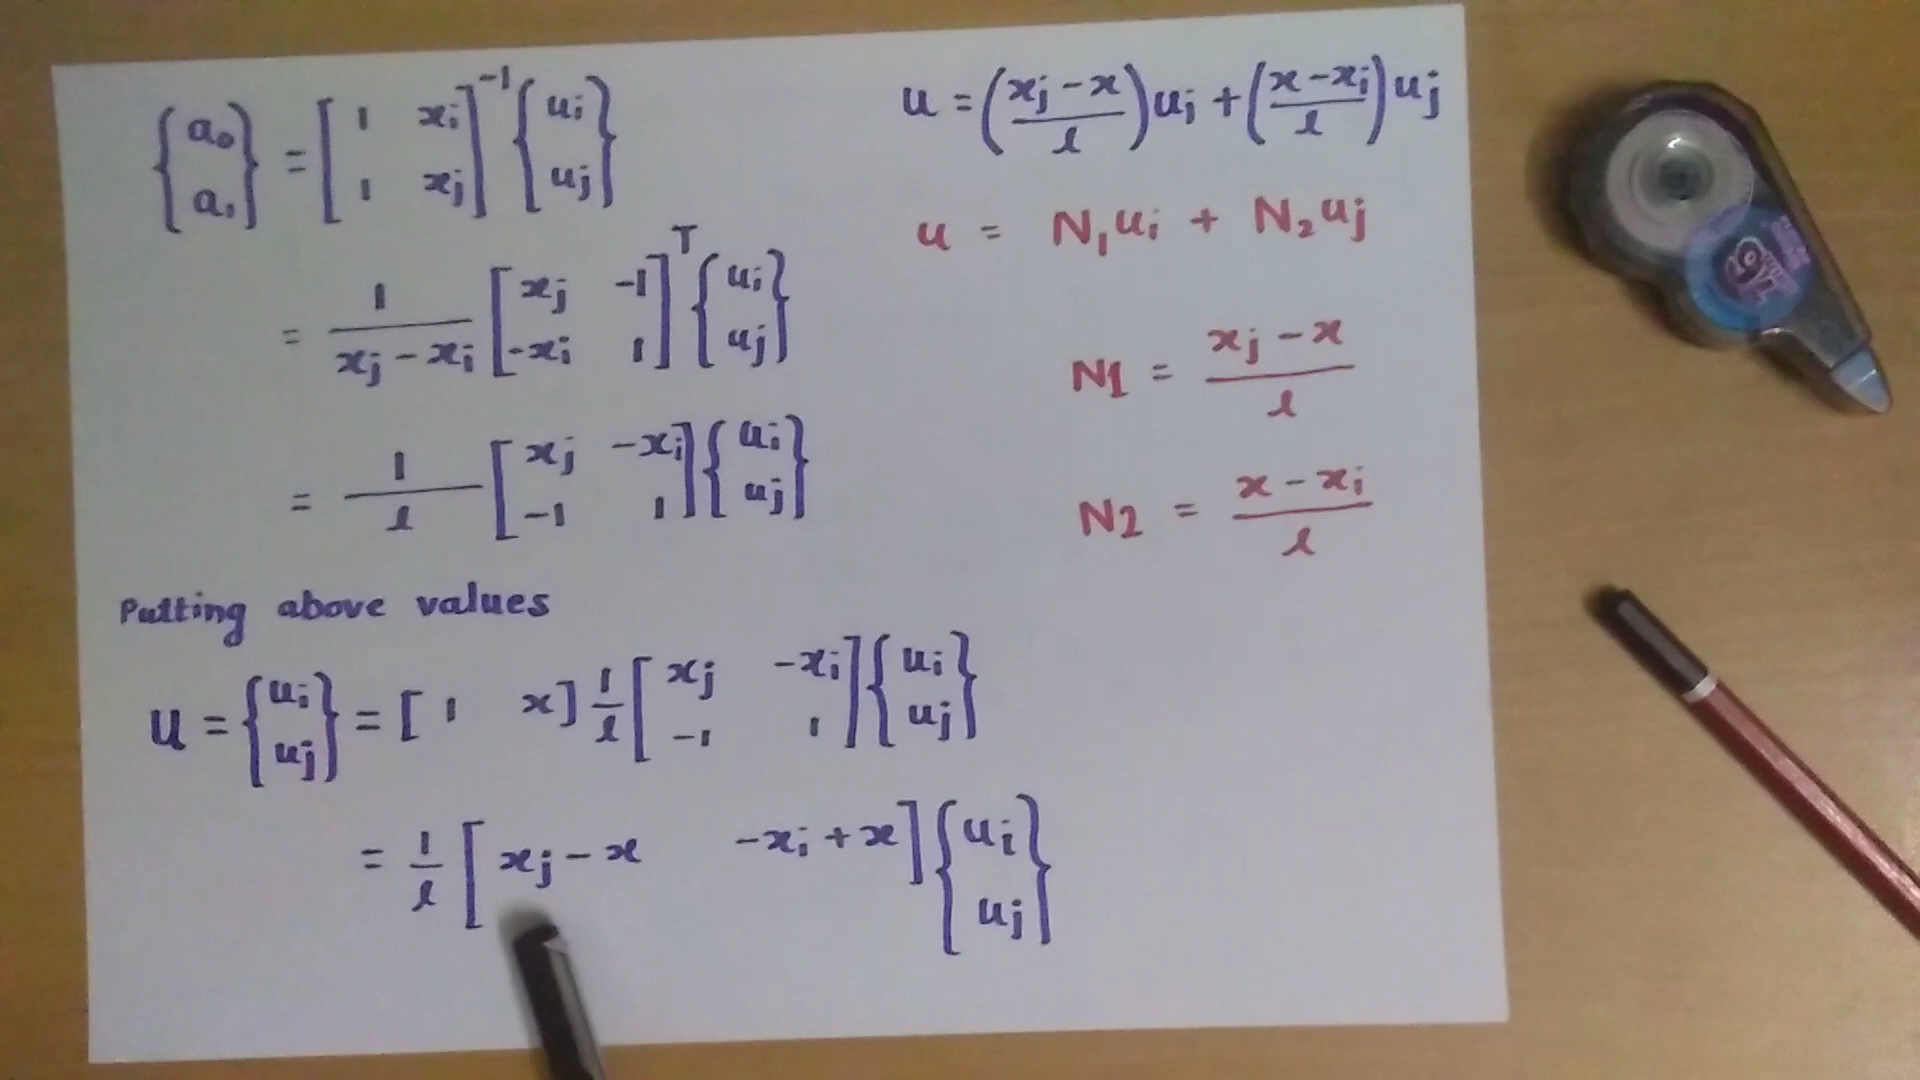 {a₀ a₁} = [1 xi 1 xj]⁻¹ {ui uj}
= 1/(xj - xi) [xj -1 -xi 1]ᵀ {ui uj}
= 1/l [xj -xi -1 1] {ui uj}
Putting above values
u = {ui uj} = [1 x] 1/l [xj -xi -1 1] {ui uj}
= 1/l [xj - x -xi + x] {ui uj}
u = (xj - x / l) ui + (x - xi / l) uj
u = N₁ui + N₂uj
N1 = xj - x / l
N2 = x - xi / l